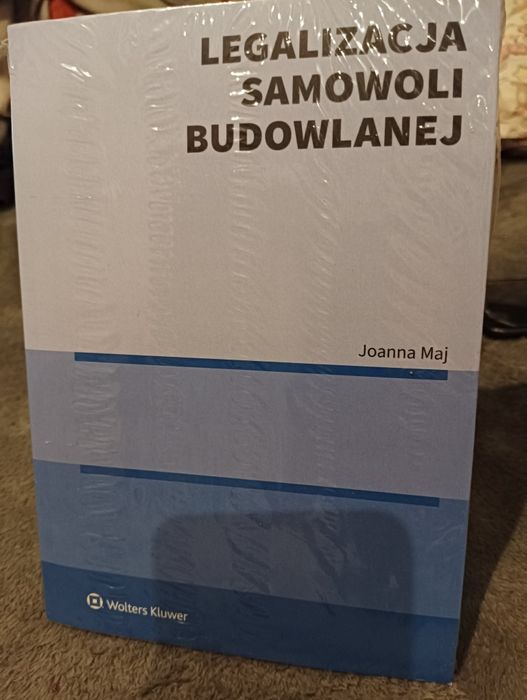 LEGALIZACJA
SAMOWOLI
BUDOWLANEJ
Joanna Maj
Wolters Kluwer